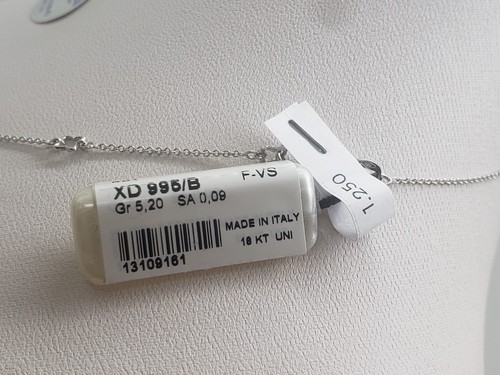 XD 995/B
F-VS
Gr 5,20 SA 0,09
MADE IN ITALY
18 KT UNI
13109161
1.250